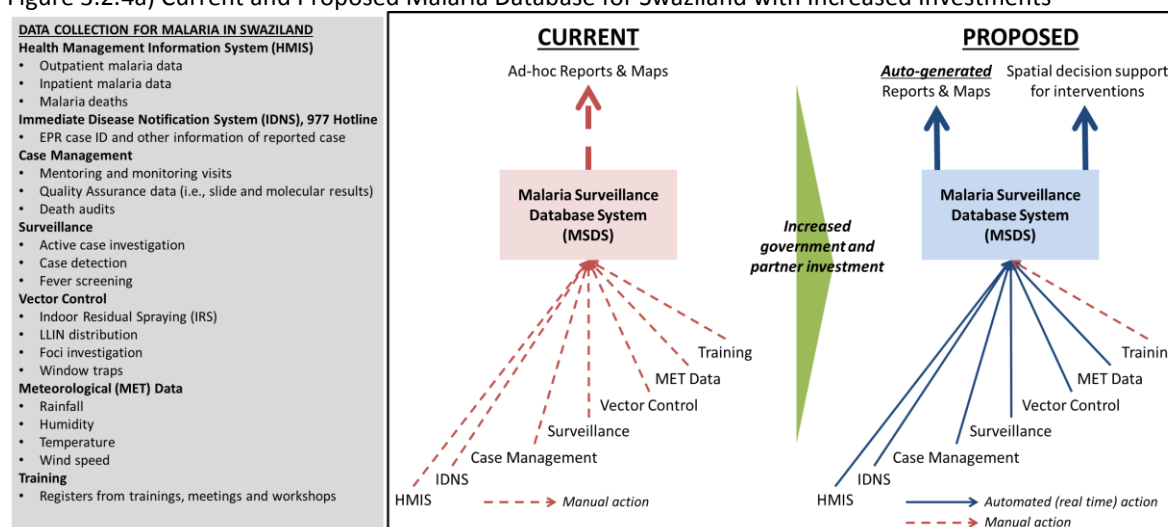 Figure 3.2.4a) Current and Proposed Malaria Database for Swaziland with Increased Investments
DATA COLLECTION FOR MALARIA IN SWAZILAND
Health Management Information System (HMIS)
• Outpatient malaria data
• Inpatient malaria data
• Malaria deaths
Immediate Disease Notification System (IDNS), 977 Hotline
• EPR case ID and other information of reported case
Case Management
• Mentoring and monitoring visits
• Quality Assurance data (i.e., slide and molecular results)
• Death audits
Surveillance
• Active case investigation
• Case detection
• Fever screening
Vector Control
• Indoor Residual Spraying (IRS)
• LLIN distribution
• Foci investigation
• Window traps
Meteorological (MET) Data
• Rainfall
• Humidity
• Temperature
• Wind speed
Training
• Registers from trainings, meetings and workshops
CURRENT
Ad-hoc Reports & Maps
Malaria Surveillance
Database System
(MSDS)
Training
MET Data
Vector Control
Surveillance
Case Management
IDNS
HMIS
Manual action
Increased
government and
partner investment
PROPOSED
Auto-generated
Reports & Maps
Spatial decision support
for interventions
Malaria Surveillance
Database System
(MSDS)
Trainin
MET Data
Vector Control
Surveillance
Case Management
IDNS
HMIS
Automated (real time) action
Manual action